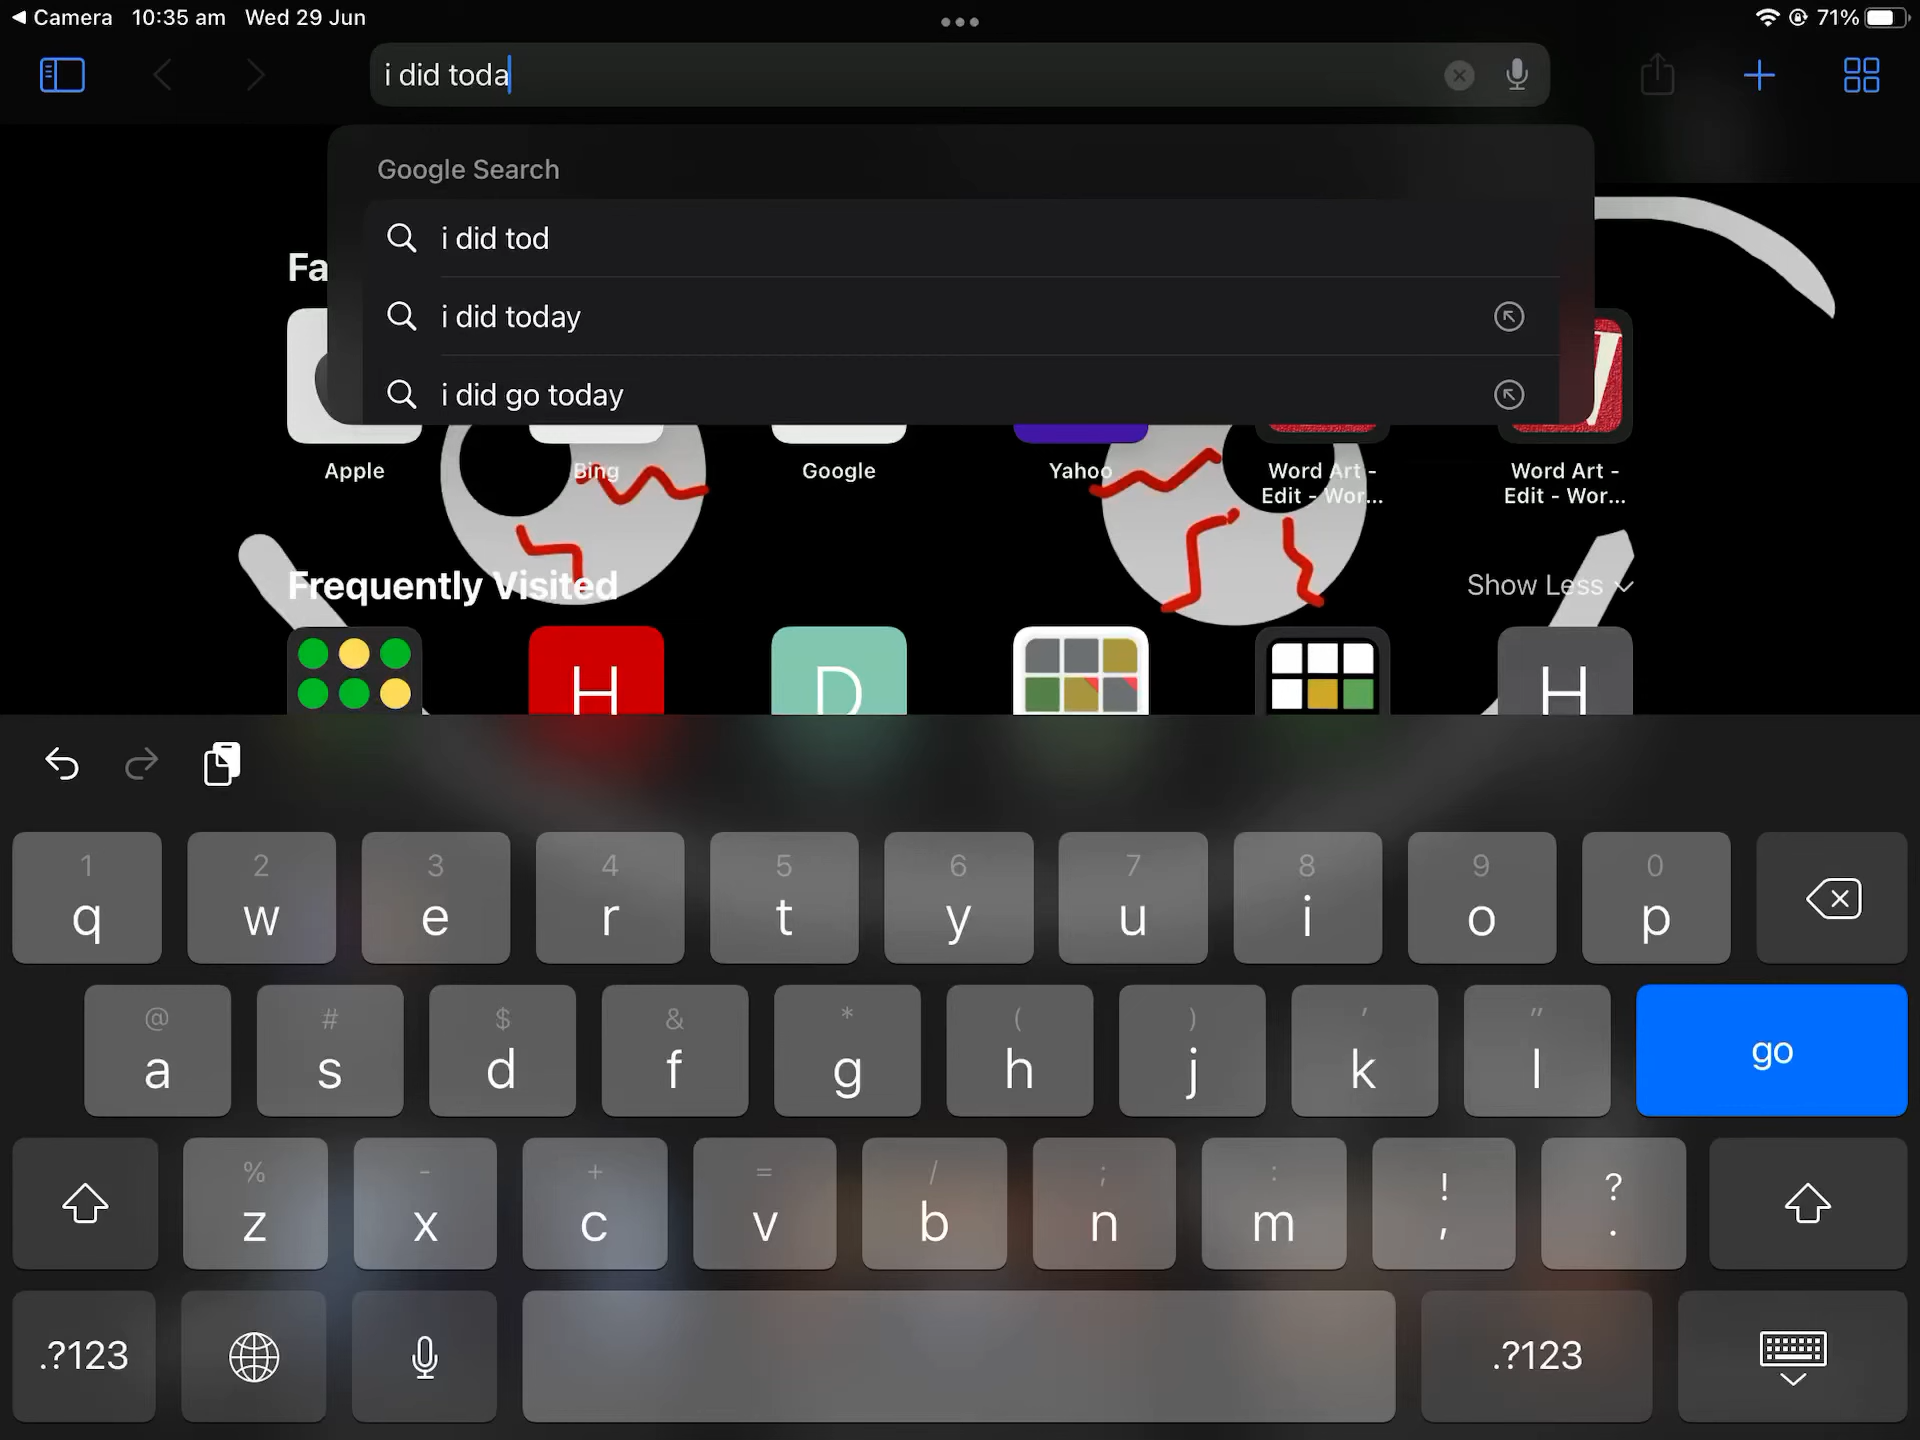 ◀ Camera 10:35 am Wed 29 Jun
71%
i did toda
Google Search
i did tod
i did today
i did go today
Fa
Apple
Bing
Google
Yahoo
Word Art -
Edit - Wor...
Word Art -
Edit - Wor...
Frequently Visited
Show Less
H
D
H
1 2 3 4 5 6 7 8 9 0
q w e r t y u i o p
@ # $ & * ( ) ' "
a s d f g h j k l go
% - + = / ; : ! ?
z x c v b n m , .
.?123 .?123